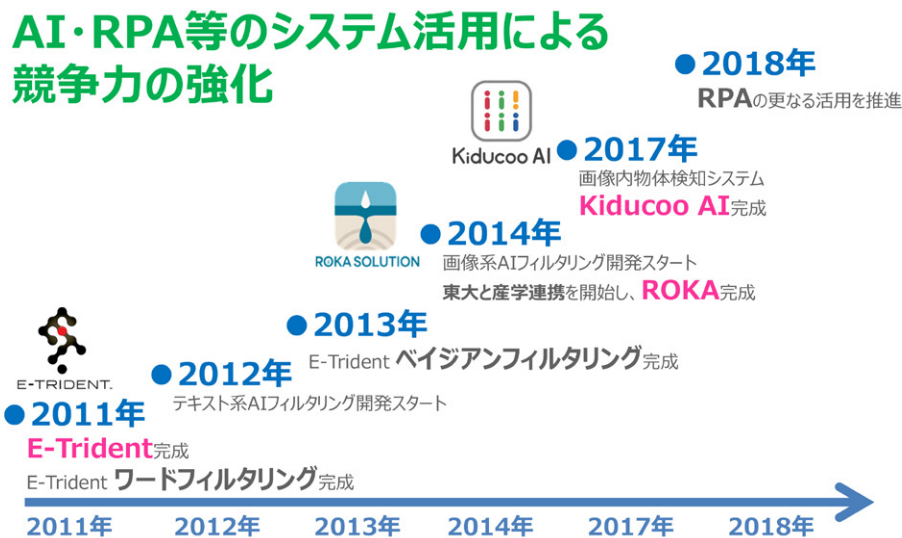 AI・RPA等のシステム活用による
競争力の強化
●2018年
RPAの更なる活用を推進
Kiducoo AI
●2017年
画像内物体検知システム
Kiducoo AI完成
ROKA SOLUTION
●2014年
画像系AIフィルタリング開発スタート
東大と産学連携を開始し、ROKA完成
●2013年
E-Trident ベイジアンフィルタリング完成
E-TRIDENT.
●2012年
テキスト系AIフィルタリング開発スタート
●2011年
E-Trident完成
E-Trident ワードフィルタリング完成
2011年 2012年 2013年 2014年 2017年 2018年